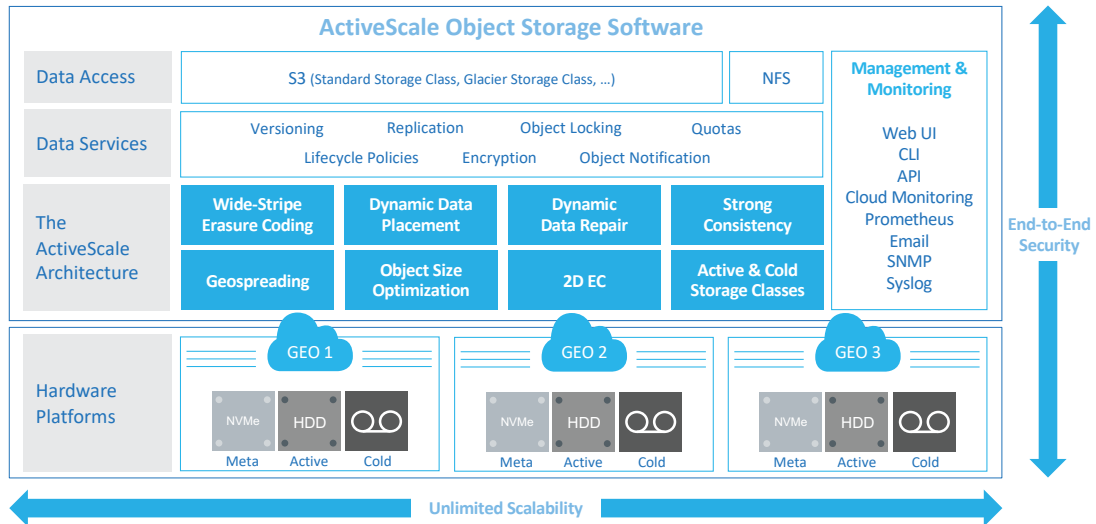 ActiveScale Object Storage Software
Data Access
S3 (Standard Storage Class, Glacier Storage Class, ...)
NFS
Data Services
Versioning Replication Object Locking Quotas
Lifecycle Policies Encryption Object Notification
The
ActiveScale
Architecture
Wide-Stripe
Erasure Coding
Dynamic Data
Placement
Dynamic
Data Repair
Strong
Consistency
Geospreading
Object Size
Optimization
2D EC
Active & Cold
Storage Classes
Management &
Monitoring
Web UI
CLI
API
Cloud Monitoring
Prometheus
Email
SNMP
Syslog
End-to-End
Security
Hardware
Platforms
GEO 1
NVMe
HDD
Meta Active Cold
GEO 2
NVMe
HDD
Meta Active Cold
GEO 3
NVMe
HDD
Meta Active Cold
Unlimited Scalability